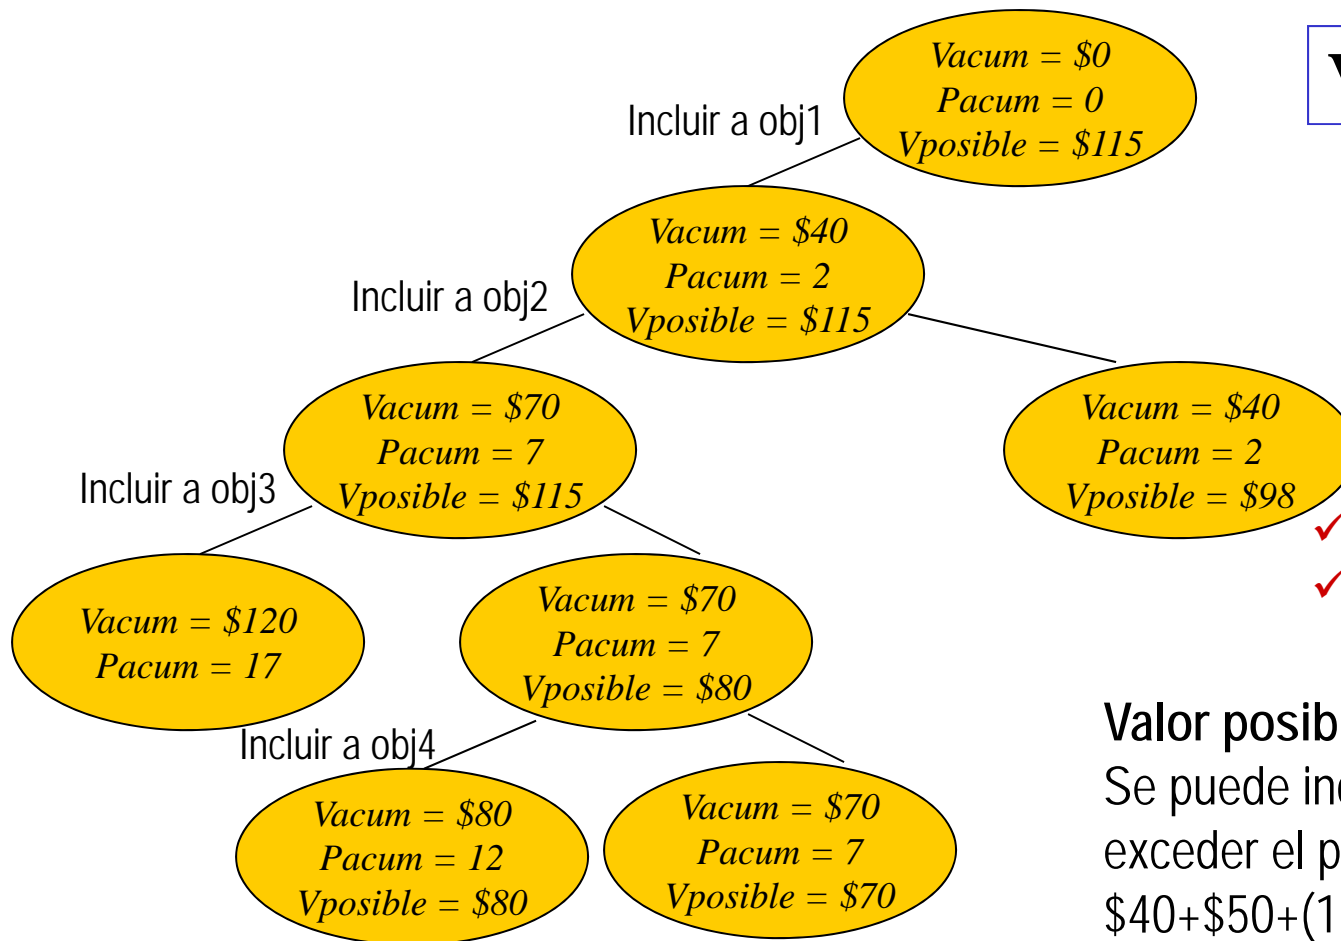 Vacum = $0
Pacum = 0
Vposible = $115
Incluir a obj1
Vacum = $40
Pacum = 2
Vposible = $115
Incluir a obj2
Vacum = $70
Pacum = 7
Vposible = $115
Vacum = $40
Pacum = 2
Vposible = $98
Incluir a obj3
Vacum = $120
Pacum = 17
Vacum = $70
Pacum = 7
Vposible = $80
Incluir a obj4
Vacum = $80
Pacum = 12
Vposible = $80
Vacum = $70
Pacum = 7
Vposible = $70
Valor posib
Se puede in
exceder el p
$40+$50+(1